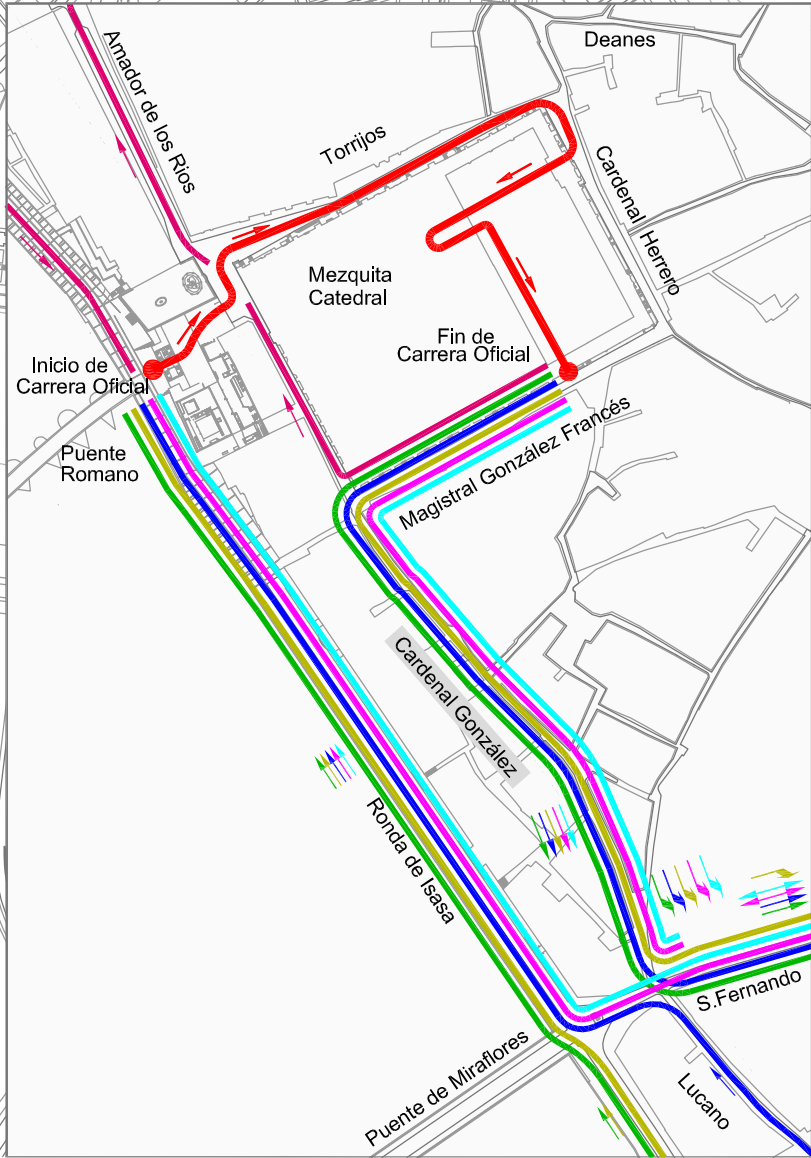 Deanes
Amador de los Rios
Torrijos
Cardenal Herrero
Mezquita
Catedral
Fin de
Carrera Oficial
Inicio de
Carrera Oficial
Puente
Romano
Magistral González Francés
Cardenal González
Ronda de Isasa
S.Fernando
Puente de Miraflores
Lucano